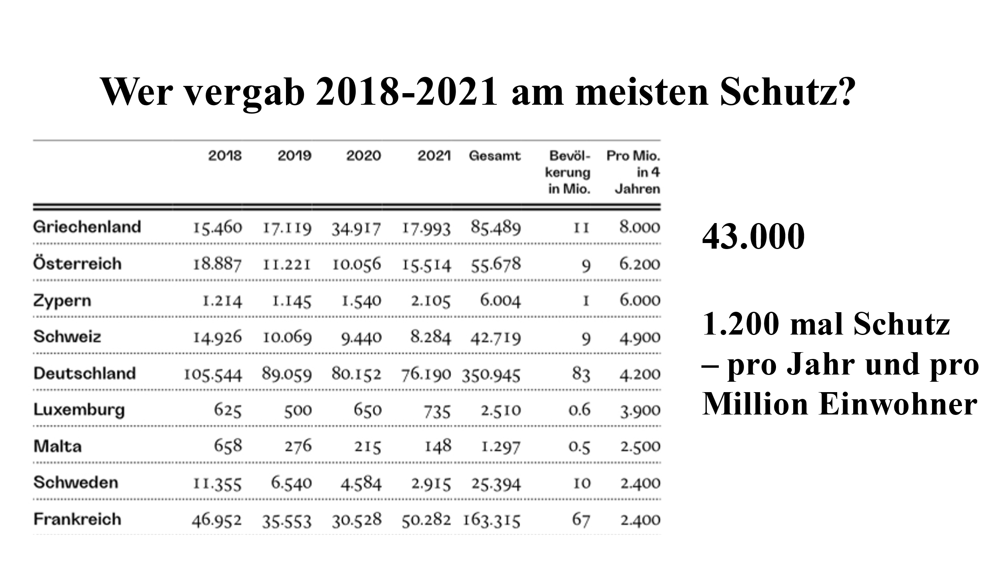 Wer vergab 2018-2021 am meisten Schutz?
2018 2019 2020 2021 Gesamt Bevöl- Pro Mio.
kerung in 4
in Mio. Jahren
Griechenland 15.460 17.119 34.917 17.993 85.489 11 8.000
Österreich 18.887 11.221 10.056 15.514 55.678 9 6.200
Zypern 1.214 1.145 1.540 2.105 6.004 1 6.000
Schweiz 14.926 10.069 9.440 8.284 42.719 9 4.900
Deutschland 105.544 89.059 80.152 76.190 350.945 83 4.200
Luxemburg 625 500 650 735 2.510 0.6 3.900
Malta 658 276 215 148 1.297 0.5 2.500
Schweden 11.355 6.540 4.584 2.915 25.394 10 2.400
Frankreich 46.952 35.553 30.528 50.282 163.315 67 2.400
43.000
1.200 mal Schutz
– pro Jahr und pro
Million Einwohner